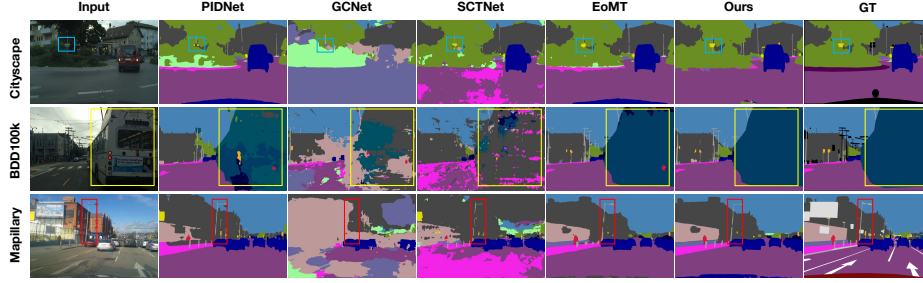 Input PIDNet GCNet SCTNet EoMT Ours GT
Cityscape
BDD100k
Mapillary